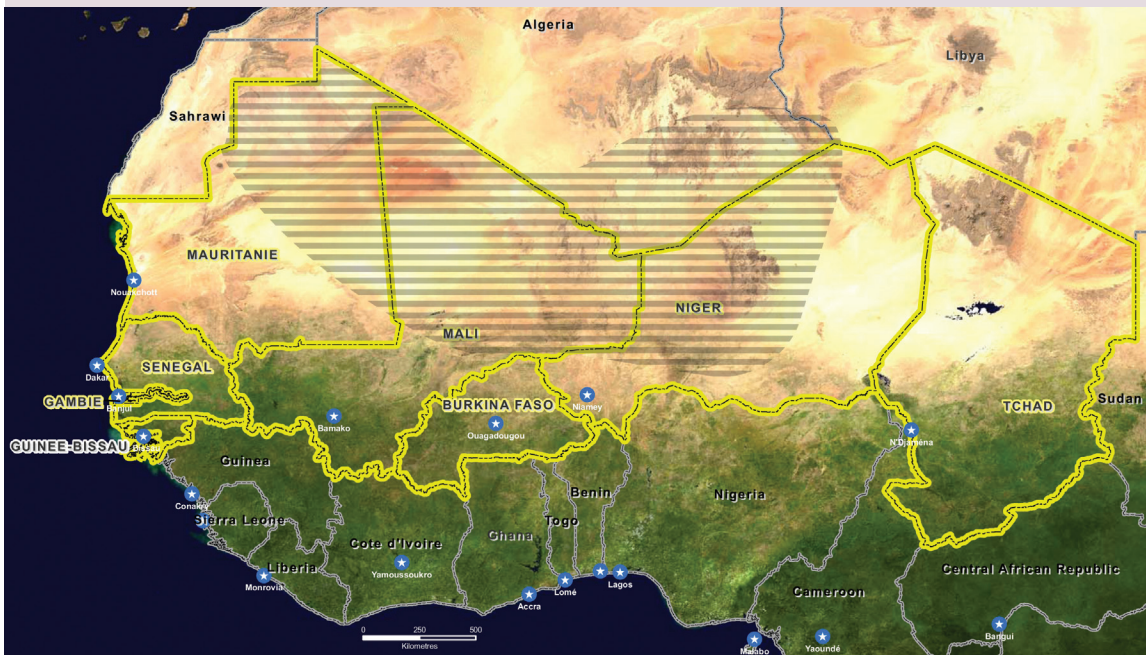 Algeria
Libya
Sahrawi
MAURITANIE
Nouakchott
NIGER
MALI
SENEGAL
Dakar
TCHAD
Sudan
GAMBIE
Banjul
BURKINA FASO
Niamey
Bamako
Ouagadougou
N'Djaména
GUINEE-BISSAU
Guinea
Benin
Nigeria
Conakry
Sierra Leone
Togo
Ghana
Cote d'Ivoire
Yamoussoukro
Liberia
Monrovia
Lomé
Lagos
Accra
Central African Republic
Cameroon
Bangui
0 250 500
Kilometres
Malabo
Yaoundé